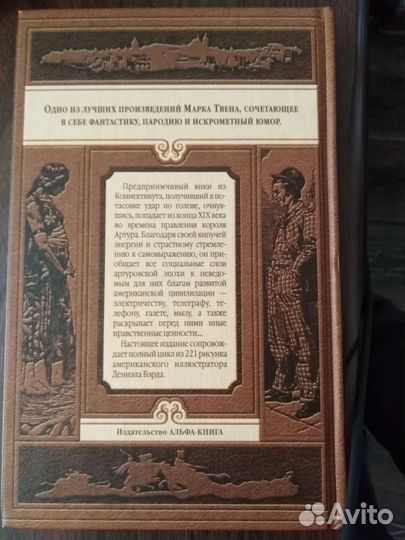 Одно из лучших произведений Марка Твена, сочетающее
в себе фантастику, пародию и искрометный юмор.
Предприимчивый янки из
Коннектикута, получивший в по-
тасовке удар по голове, очнув-
шись, попадает из конца XIX века
во времена правления короля
Артура. Благодаря своей кипучей
энергии и страстному стремле-
нию к самовыражению, он при-
общает все социальные слои
артуровской эпохи к неведо-
мым для них благам развитой
американской цивилизации —
электричеству, телеграфу, те-
лефону, газете, мылу, а также
раскрывает перед ними иные
нравственные ценности...
Настоящее издание сопровож-
дает полный цикл из 221 рисунка
американского иллюстратора
Дениэла Бэрда.
Издательство АЛЬФА-КНИГА
Avito